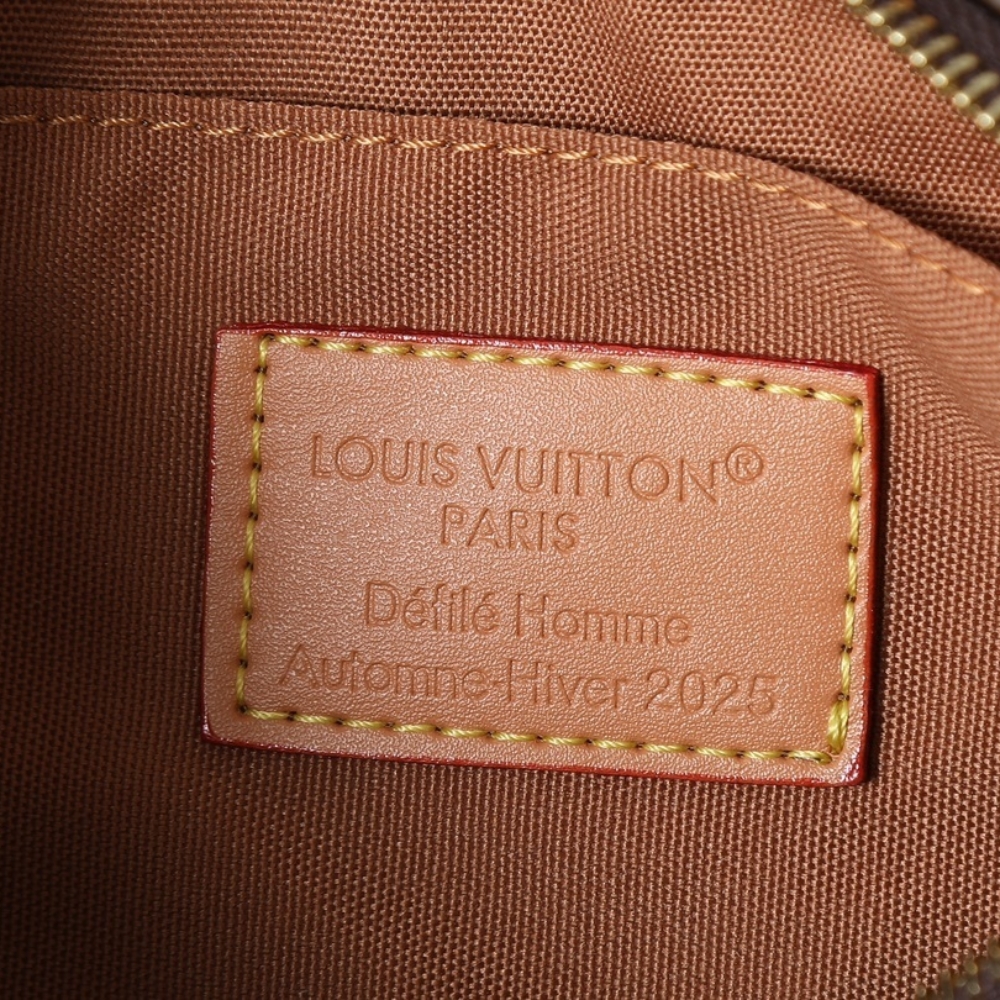 LOUIS VUITTON®
PARIS
Défilé Homme
Automne-Hiver 2025